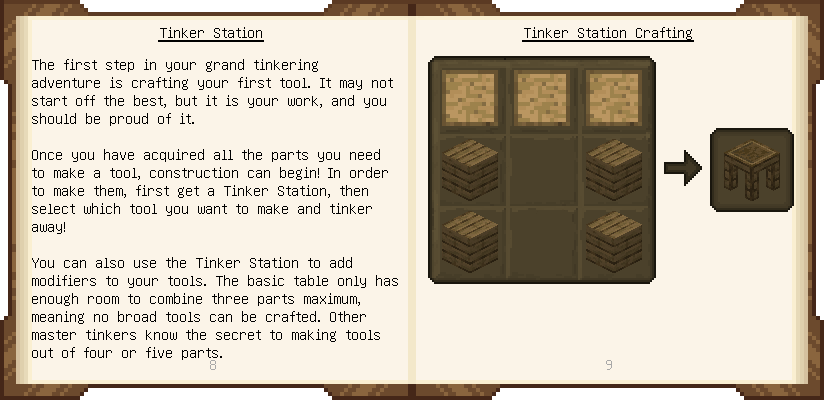 Tinker Station
The first step in your grand tinkering
adventure is crafting your first tool. It may not
start off the best, but it is your work, and you
should be proud of it.
Once you have acquired all the parts you need
to make a tool, construction can begin! In order
to make them, first get a Tinker Station, then
select which tool you want to make and tinker
away!
You can also use the Tinker Station to add
modifiers to your tools. The basic table only has
enough room to combine three parts maximum,
meaning no broad tools can be crafted. Other
master tinkers know the secret to making tools
out of four or five parts.
8
Tinker Station Crafting
9